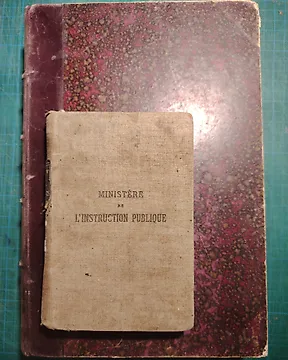 MINISTÈRE
DE
L'INSTRUCTION PUBLIQUE